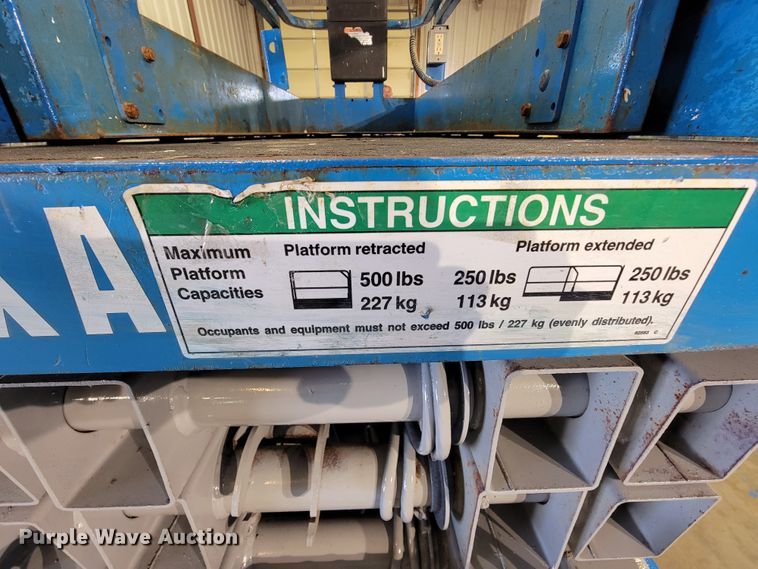 INSTRUCTIONS
Maximum Platform Capacities
Platform retracted
500 lbs
227 kg
Platform extended
250 lbs
113 kg
250 lbs
113 kg
Occupants and equipment must not exceed 500 lbs / 227 kg (evenly distributed).
A
Purple Wave Auction